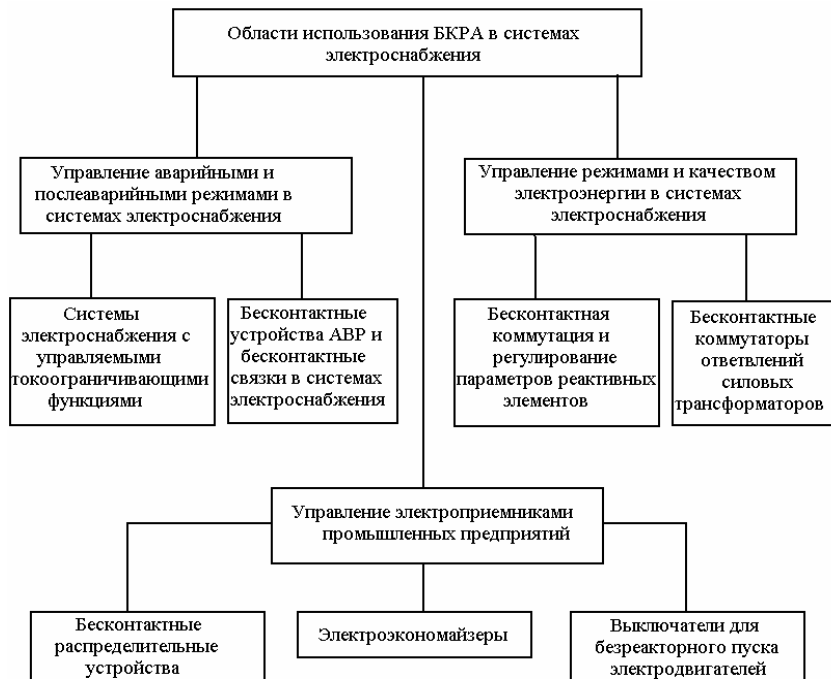 Области использования БКРА в системах
электроснабжения
Управление аварийными и
послеаварийными режимами в
системах электроснабжения
Управление режимами и качеством
электроэнергии в системах
электроснабжения
Системы
электроснабжения с
управляемыми
токоограничивающими
функциями
Бесконтактные
устройства АВР и
бесконтактные
связки в системах
электроснабжения
Бесконтактная
коммутация и
регулирование
параметров реактивных
элементов
Бесконтактные
коммутаторы
ответвлений
силовых
трансформаторов
Управление электроприемниками
промышленных предприятий
Бесконтактные
распределительные
устройства
Электроэкономайзеры
Выключатели для
безреакторного пуска
электродвигателей